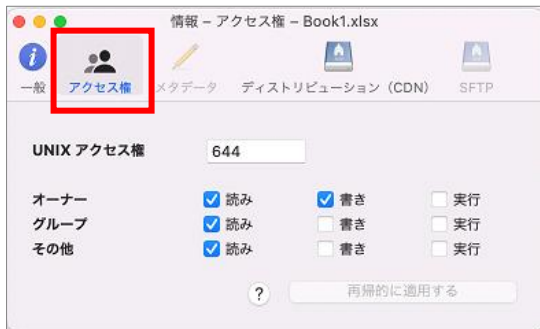 情報 – アクセス権 – Book1.xlsx
一般 アクセス権 メタデータ ディストリビューション（CDN） SFTP
UNIX アクセス権 644
オーナー 読み 書き 実行
グループ 読み 書き 実行
その他 読み 書き 実行
? 再帰的に適用する